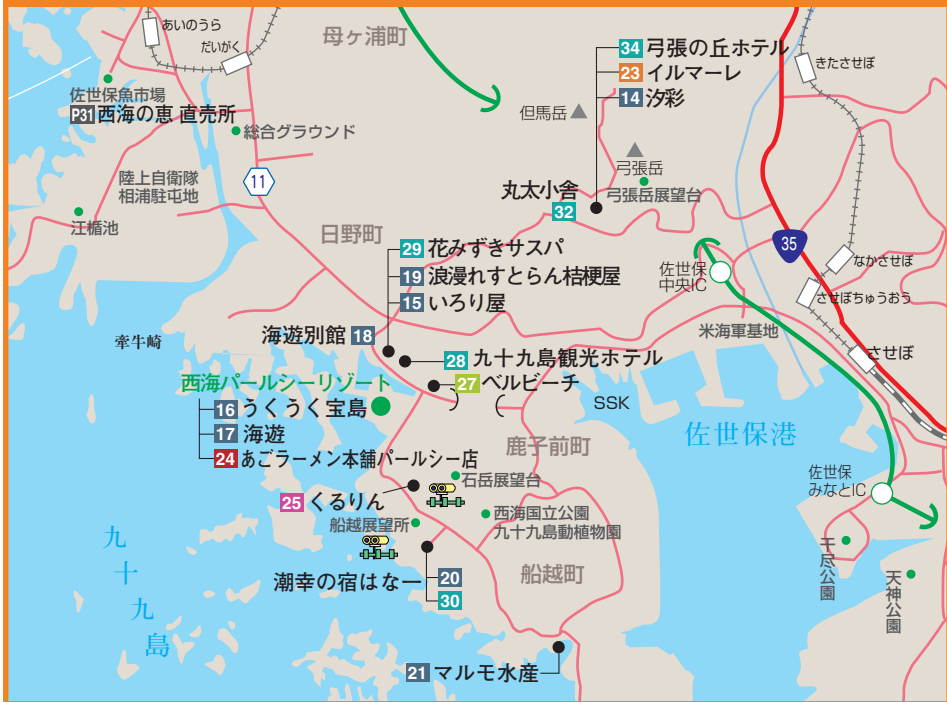 あいのうら
だいがく
母ヶ浦町
佐世保魚市場
P31 西海の恵 直売所
総合グラウンド
陸上自衛隊
相浦駐屯地
江楯池
11
34 弓張の丘ホテル
23 イルマーレ
14 汐彩
但馬岳
弓張岳
弓張岳展望台
丸太小舎
32
きたさせぼ
35
なかさせぼ
させぼちゅうおう
させぼ
佐世保
中央IC
米海軍基地
日野町
29 花みずきサスパ
19 浪漫れすとらん桔梗屋
15 いろり屋
海遊別館 18
28 九十九島観光ホテル
27 ベルビーチ
牽牛崎
西海パールシーリゾート
16 うくうく宝島
17 海遊
24 あごラーメン本舗パールシー店
SSK
佐世保港
鹿子前町
石岳展望台
25 くるりん
船越展望所
西海国立公園
九十九島動植物園
船越町
潮幸の宿はな一
20
30
21 マルモ水産
九十九島
佐世保
みなとIC
干尽公園
天神公園